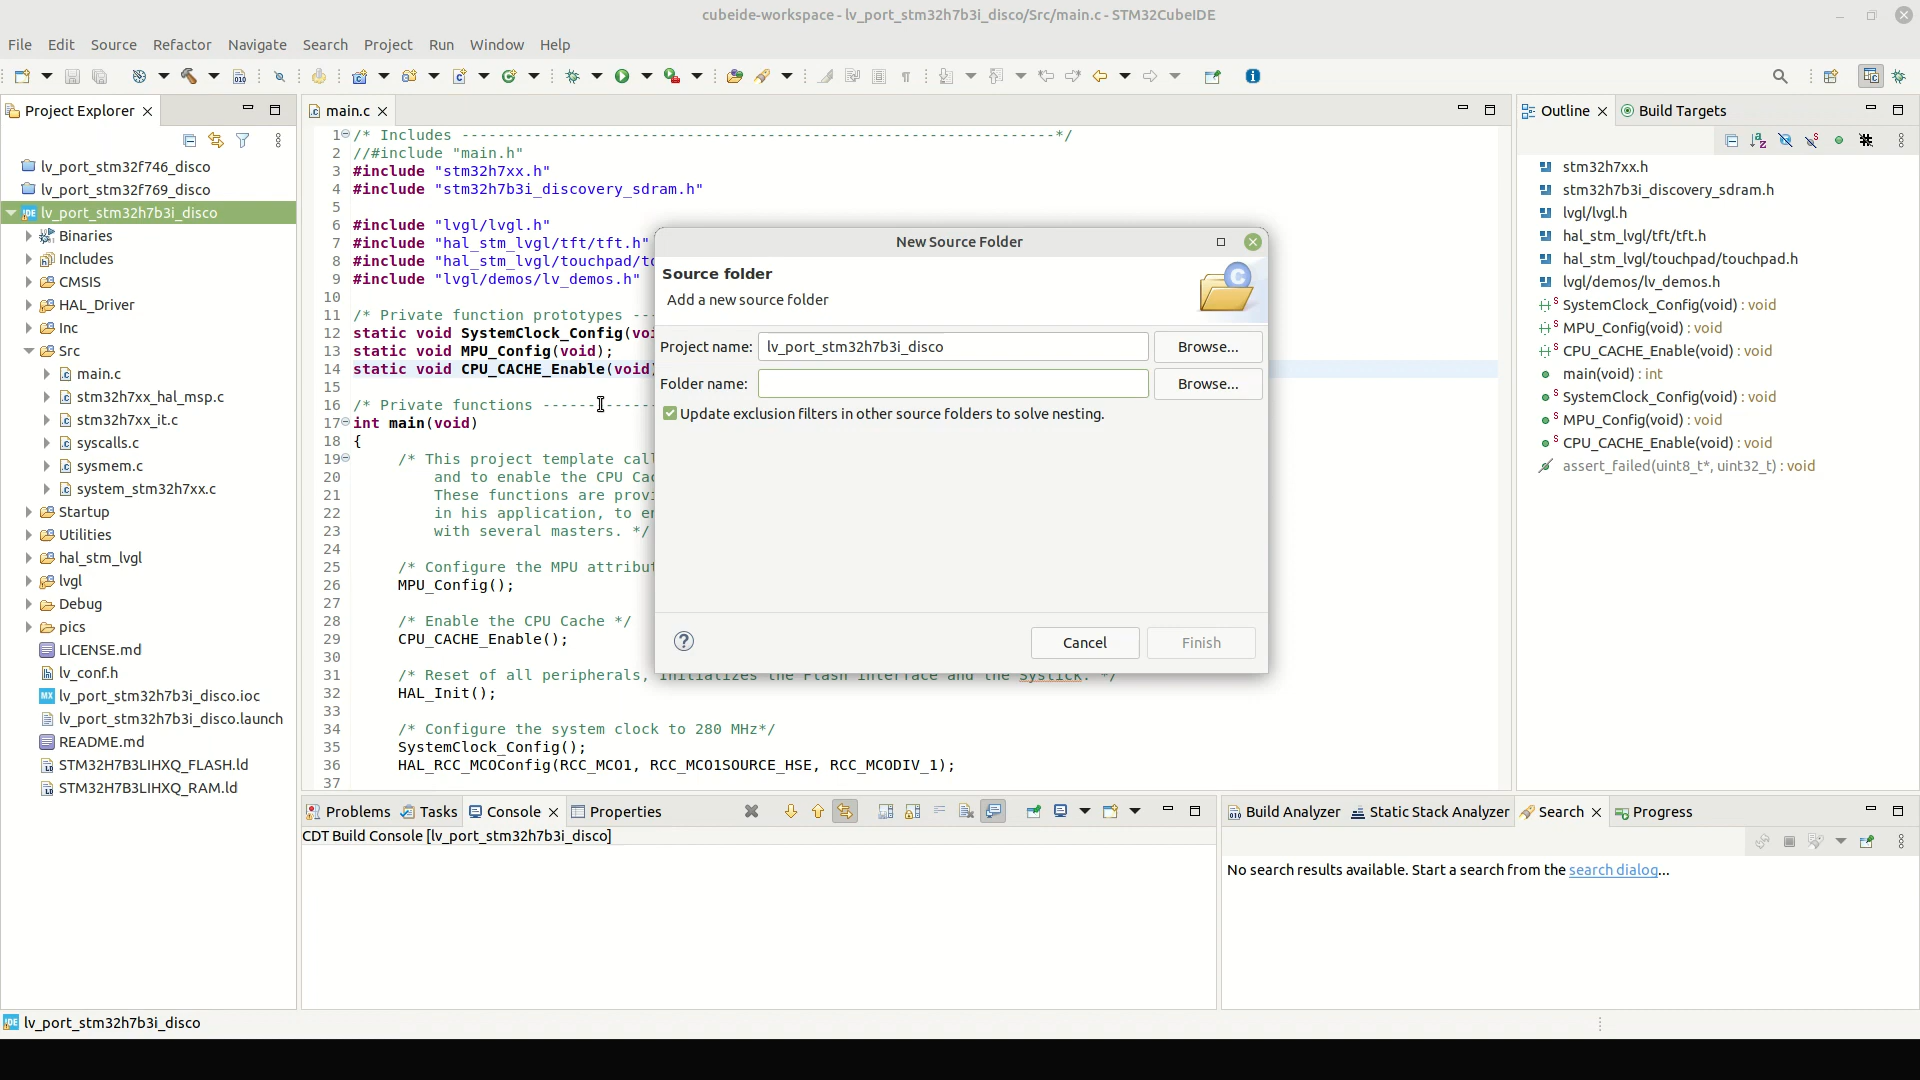 cubeide-workspace - lv_port_stm32h7b3i_disco/Src/main.c - STM32CubeIDE
File Edit Source Refactor Navigate Search Project Run Window Help
Project Explorer
lv_port_stm32f746_disco
lv_port_stm32f769_disco
lv_port_stm32h7b3i_disco
Binaries
Includes
CMSIS
HAL_Driver
Inc
Src
main.c
stm32h7xx_hal_msp.c
stm32h7xx_it.c
syscalls.c
sysmem.c
system_stm32h7xx.c
Startup
Utilities
hal_stm_lvgl
lvgl
Debug
pics
LICENSE.md
lv_conf.h
lv_port_stm32h7b3i_disco.ioc
lv_port_stm32h7b3i_disco.launch
README.md
STM32H7B3LIHXQ_FLASH.ld
STM32H7B3LIHXQ_RAM.ld
main.c
1 /* Includes ------------------------------------------------------------------*/
2 //#include "main.h"
3 #include "stm32h7xx.h"
4 #include "stm32h7b3i_discovery_sdram.h"
5
6 #include "lvgl/lvgl.h"
7 #include "hal_stm_lvgl/tft/tft.h"
8 #include "hal_stm_lvgl/touchpad/to
9 #include "lvgl/demos/lv_demos.h"
10
11 /* Private function prototypes --
12 static void SystemClock_Config(voi
13 static void MPU_Config(void);
14 static void CPU_CACHE_Enable(void)
15
16 /* Private functions ------------
17 int main(void)
18 {
19 /* This project template cal
20 and to enable the CPU Cac
21 These functions are provi
22 in his application, to en
23 with several masters. */
24
25 /* Configure the MPU attribut
26 MPU_Config();
27
28 /* Enable the CPU Cache */
29 CPU_CACHE_Enable();
30
31 /* Reset of all peripherals, Initializes the Flash interface and the Systick. */
32 HAL_Init();
33
34 /* Configure the system clock to 280 MHz*/
35 SystemClock_Config();
36 HAL_RCC_MCOConfig(RCC_MCO1, RCC_MCO1SOURCE_HSE, RCC_MCODIV_1);
37
New Source Folder
Source folder
Add a new source folder
Project name: lv_port_stm32h7b3i_disco Browse...
Folder name: Browse...
Update exclusion filters in other source folders to solve nesting.
Cancel Finish
Outline Build Targets
stm32h7xx.h
stm32h7b3i_discovery_sdram.h
lvgl/lvgl.h
hal_stm_lvgl/tft/tft.h
hal_stm_lvgl/touchpad/touchpad.h
lvgl/demos/lv_demos.h
SystemClock_Config(void) : void
MPU_Config(void) : void
CPU_CACHE_Enable(void) : void
main(void) : int
SystemClock_Config(void) : void
MPU_Config(void) : void
CPU_CACHE_Enable(void) : void
assert_failed(uint8_t*, uint32_t) : void
Problems Tasks Console Properties
CDT Build Console [lv_port_stm32h7b3i_disco]
Build Analyzer Static Stack Analyzer Search Progress
No search results available. Start a search from the search dialog...
lv_port_stm32h7b3i_disco